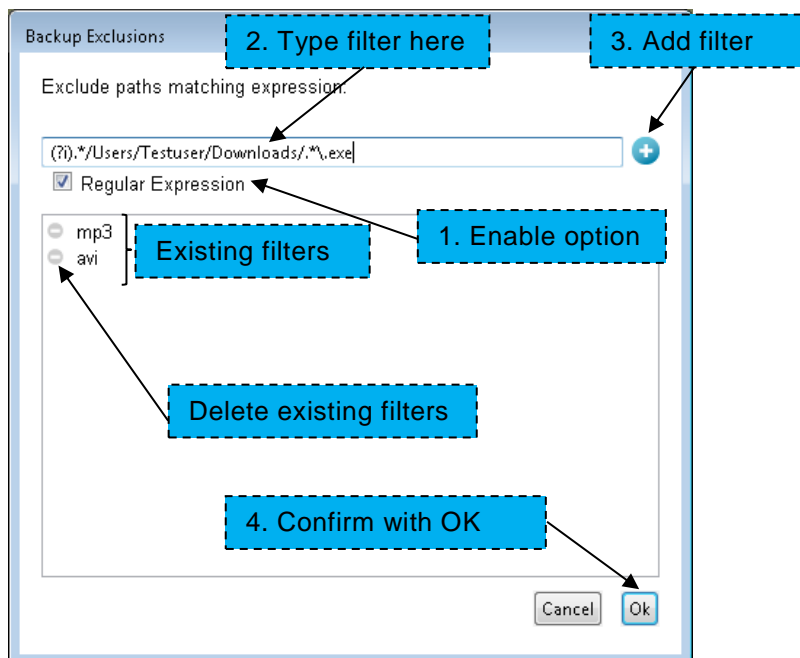 Backup Exclusions
2. Type filter here
3. Add filter
Exclude paths matching expression:
(?i).*/Users/Testuser/Downloads/.*\.exe
Regular Expression
1. Enable option
mp3
avi
Existing filters
Delete existing filters
4. Confirm with OK
Cancel
Ok